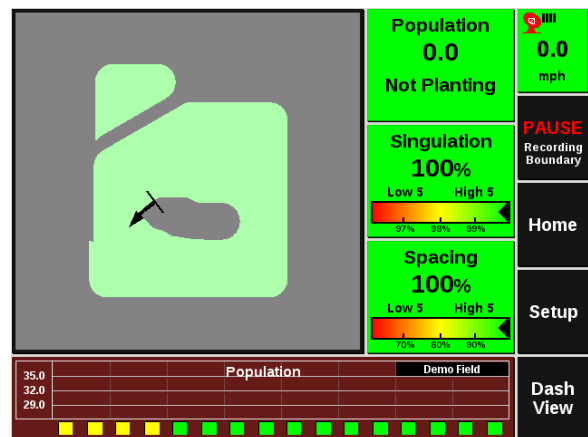 Population
0.0
Not Planting
0.0
mph
Singulation
100%
Low 5 High 5
97% 98% 99%
PAUSE
Recording
Boundary
Home
Spacing
100%
Low 5 High 5
70% 80% 90%
Setup
Population
Demo Field
35.0
32.0
29.0
Dash
View